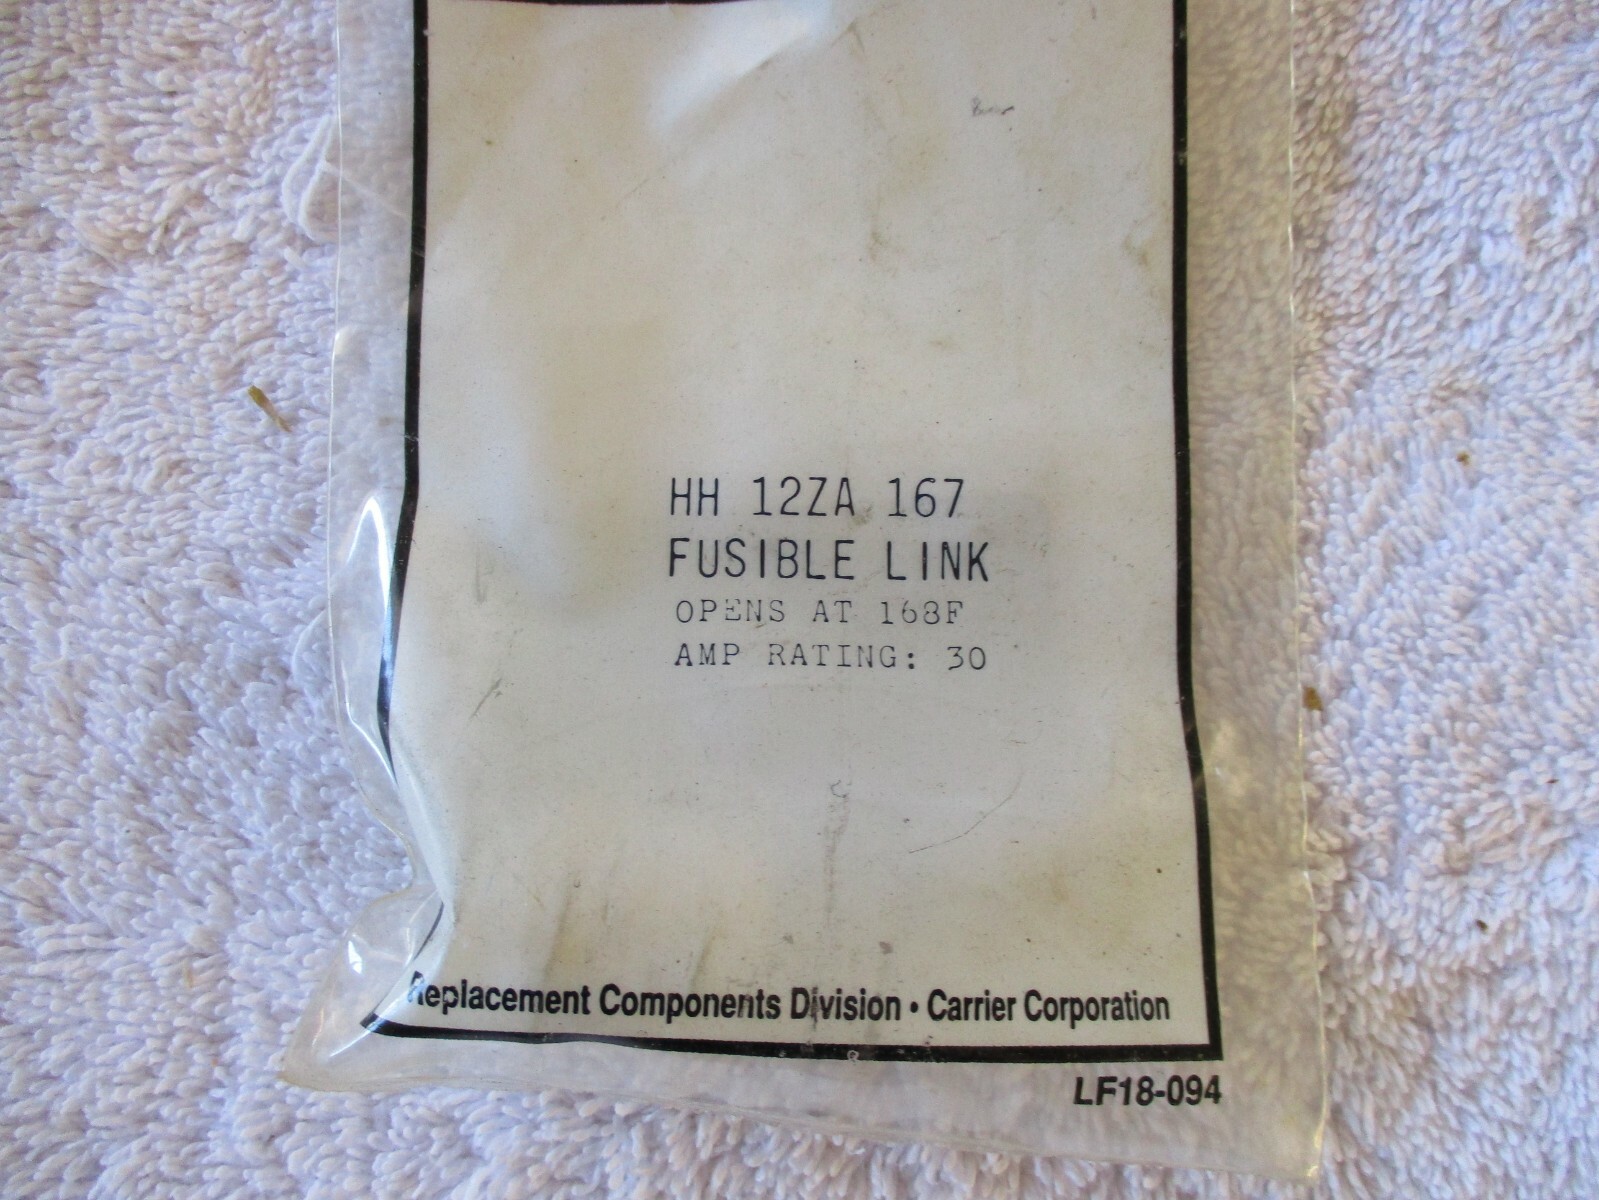 HH 12ZA 167
FUSIBLE LINK
OPENS AT 168F
AMP RATING: 30
Replacement Components Division • Carrier Corporation
LF18-094